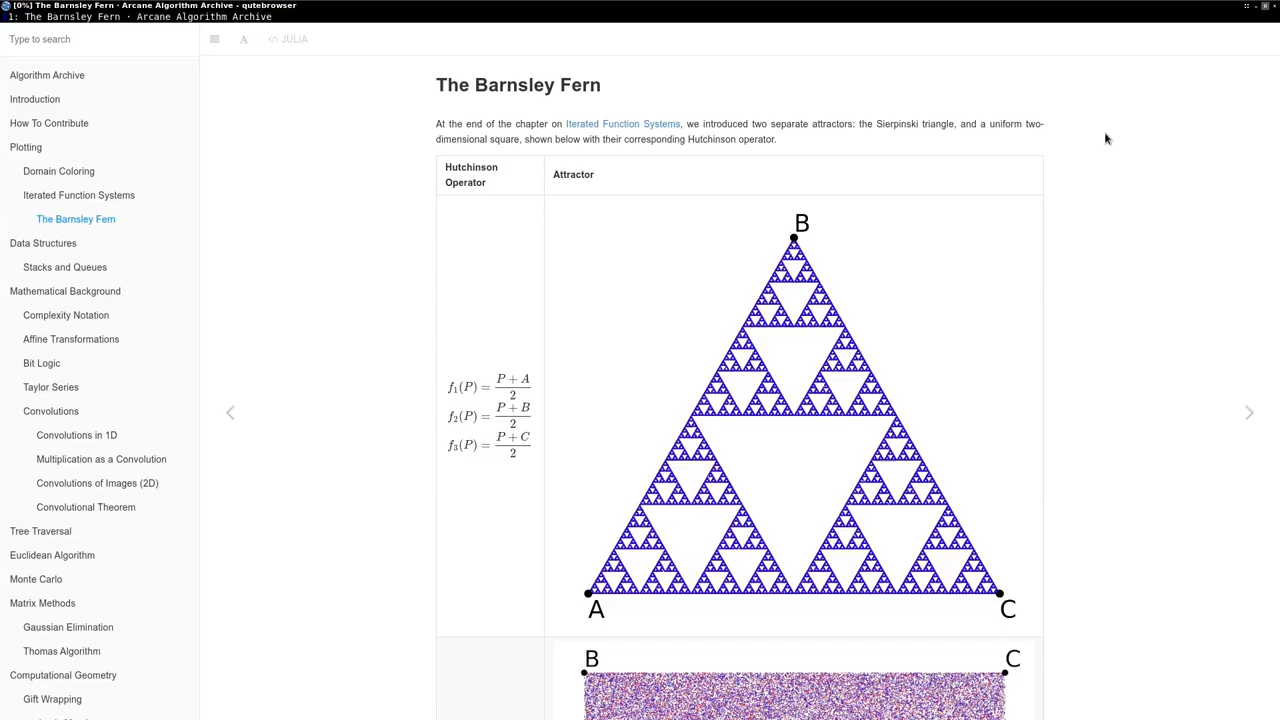 [0%] The Barnsley Fern · Arcane Algorithm Archive - qutebrowser
1: The Barnsley Fern · Arcane Algorithm Archive
Type to search
A
</> JULIA
Algorithm Archive
Introduction
How To Contribute
Plotting
Domain Coloring
Iterated Function Systems
The Barnsley Fern
Data Structures
Stacks and Queues
Mathematical Background
Complexity Notation
Affine Transformations
Bit Logic
Taylor Series
Convolutions
Convolutions in 1D
Multiplication as a Convolution
Convolutions of Images (2D)
Convolutional Theorem
Tree Traversal
Euclidean Algorithm
Monte Carlo
Matrix Methods
Gaussian Elimination
Thomas Algorithm
Computational Geometry
Gift Wrapping
The Barnsley Fern
At the end of the chapter on Iterated Function Systems, we introduced two separate attractors: the Sierpinski triangle, and a uniform two-
dimensional square, shown below with their corresponding Hutchinson operator.
Hutchinson
Operator
Attractor
f₁(P) = (P + A)/2
f₂(P) = (P + B)/2
f₃(P) = (P + C)/2
B
A
C
B
C